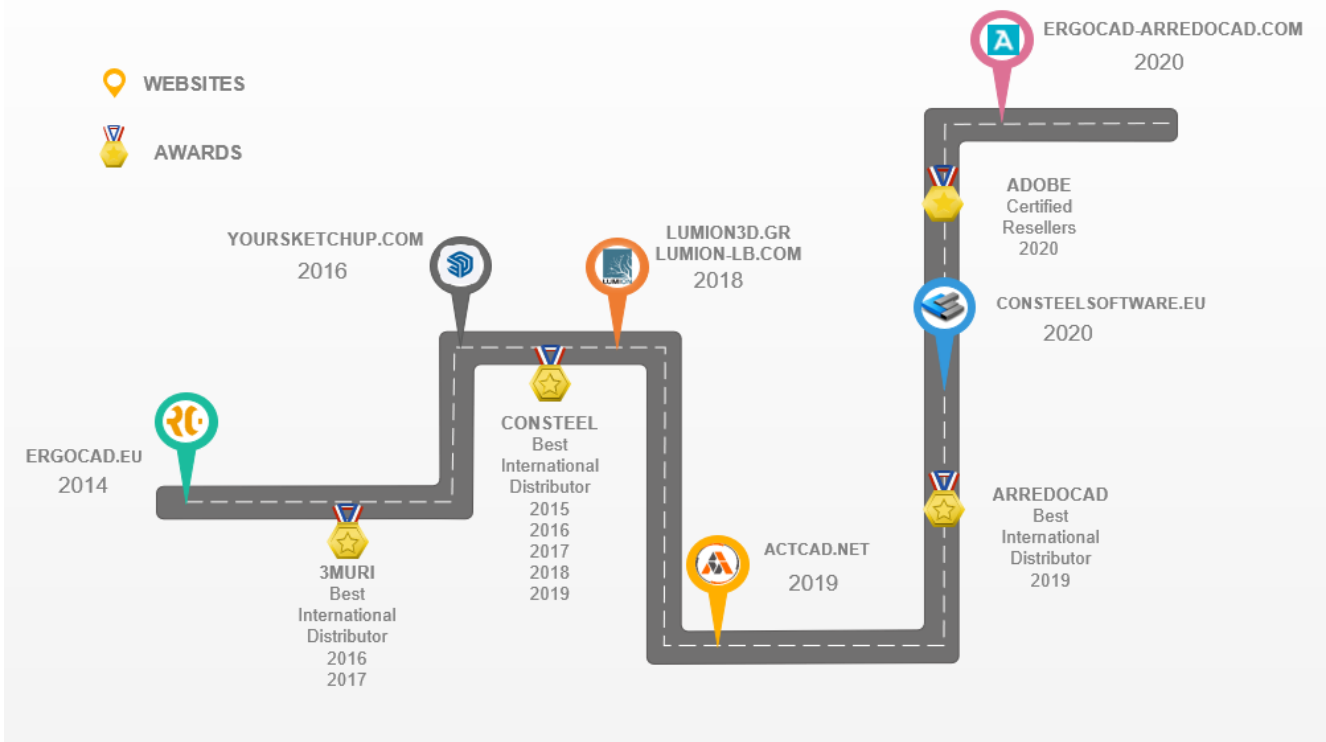 WEBSITES
AWARDS
ERGOCAD.EU
2014
3MURI
Best
International
Distributor
2016
2017
YOURSKETCHUP.COM
2016
CONSTEEL
Best
International
Distributor
2015
2016
2017
2018
2019
LUMION3D.GR
LUMION-LB.COM
2018
LUMION
ACTCAD.NET
2019
ARREDOCAD
Best
International
Distributor
2019
CONSTEELSOFTWARE.EU
2020
ADOBE
Certified
Resellers
2020
ERGOCAD-ARREDOCAD.COM
2020